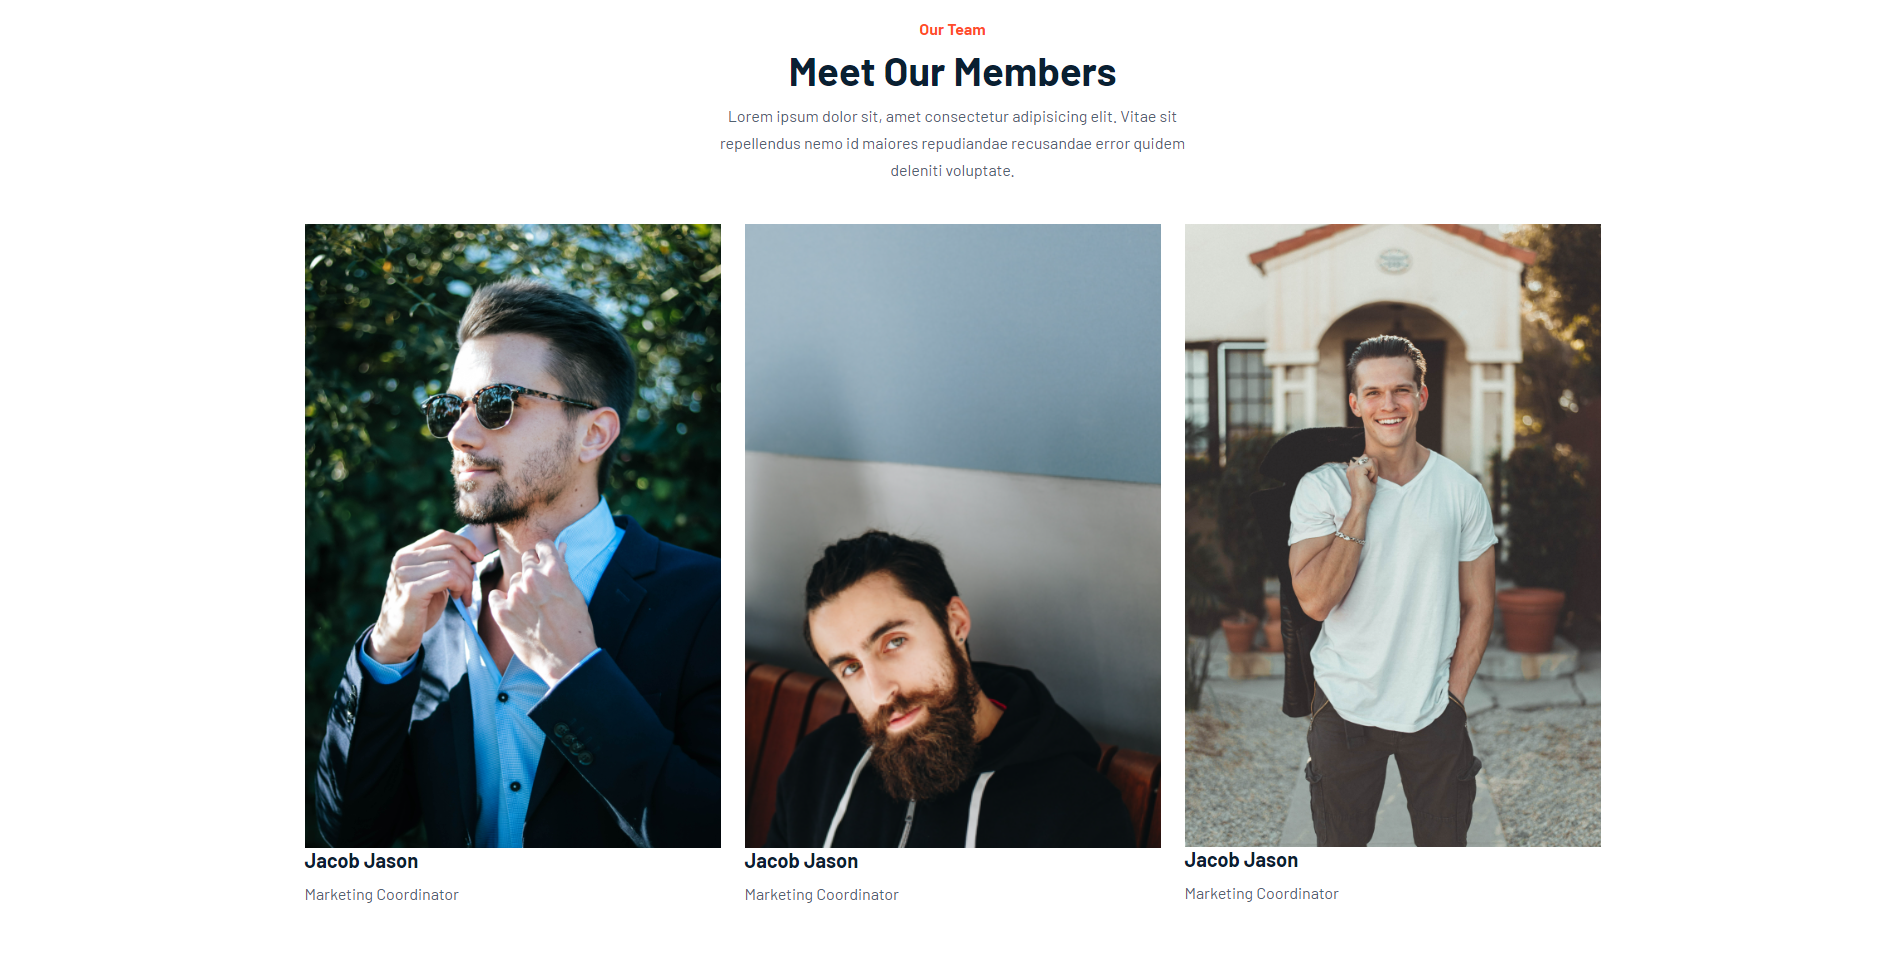 Our Team
Meet Our Members
Lorem ipsum dolor sit, amet consectetur adipisicing elit. Vitae sit
repellendus nemo id maiores repudiandae recusandae error quidem
deleniti voluptate.
Jacob Jason
Marketing Coordinator
Jacob Jason
Marketing Coordinator
Jacob Jason
Marketing Coordinator